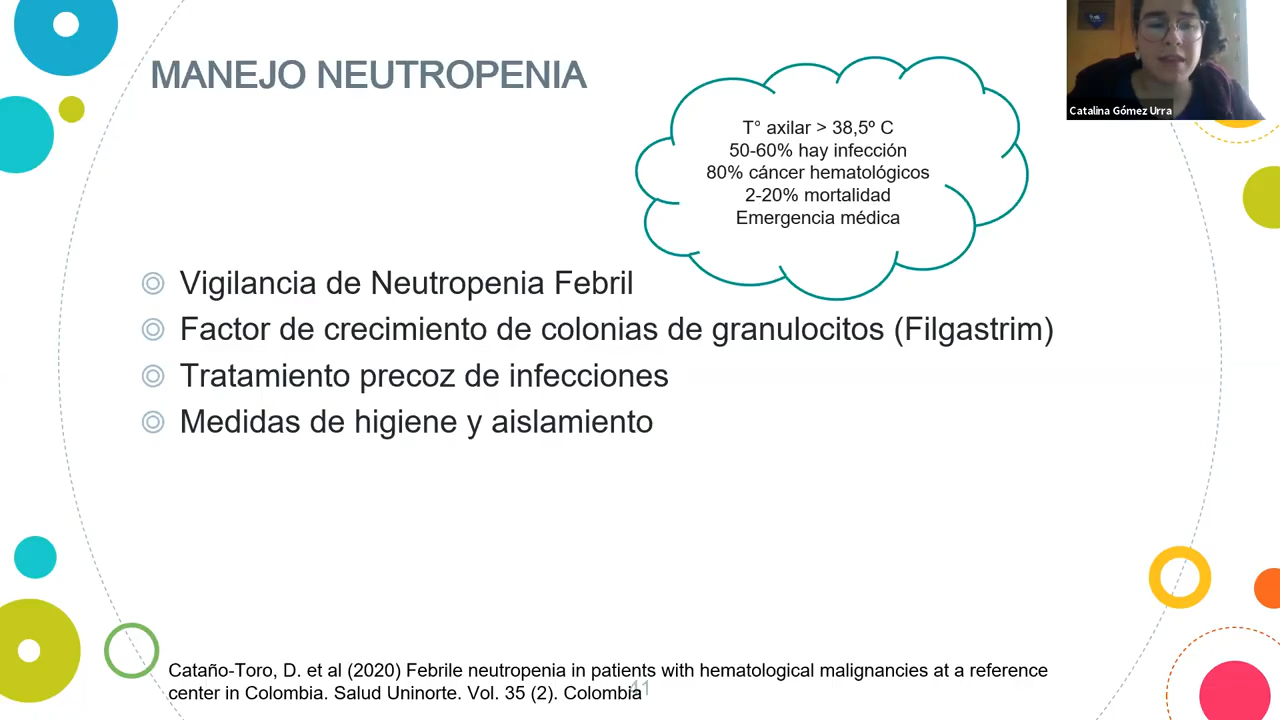 MANEJO NEUTROPENIA
T° axilar > 38,5º C
50-60% hay infección
80% cáncer hematológicos
2-20% mortalidad
Emergencia médica
Catalina Gómez Urra
Vigilancia de Neutropenia Febril
Factor de crecimiento de colonias de granulocitos (Filgastrim)
Tratamiento precoz de infecciones
Medidas de higiene y aislamiento
Cataño-Toro, D. et al (2020) Febrile neutropenia in patients with hematological malignancies at a reference
center in Colombia. Salud Uninorte. Vol. 35 (2). Colombia
41